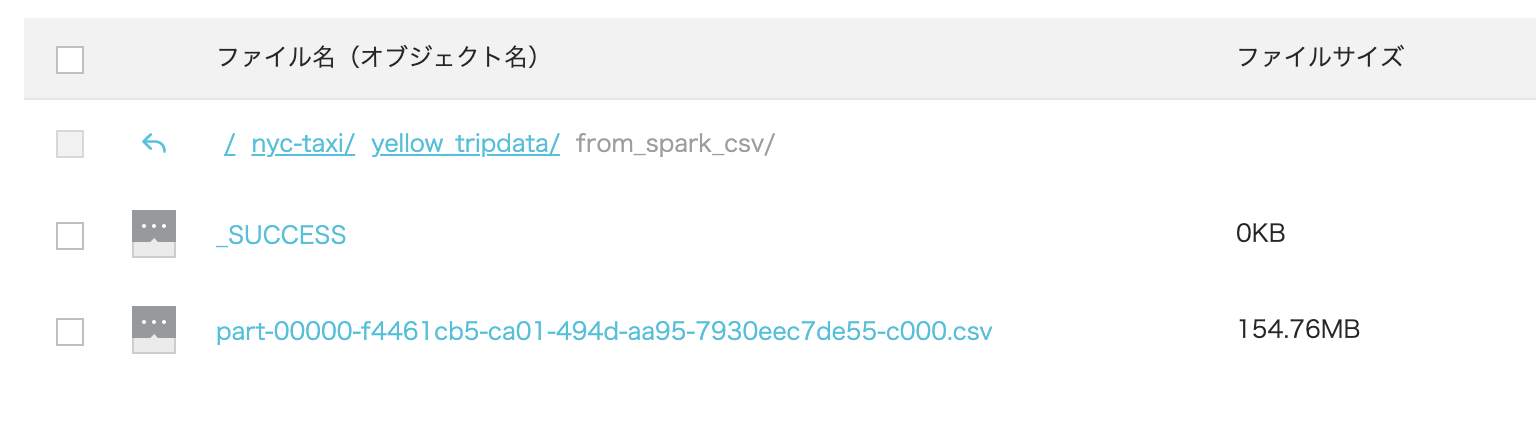 ファイル名（オブジェクト名） ファイルサイズ
/ nyc-taxi/ yellow_tripdata/ from_spark_csv/
_SUCCESS 0KB
part-00000-f4461cb5-ca01-494d-aa95-7930eec7de55-c000.csv 154.76MB